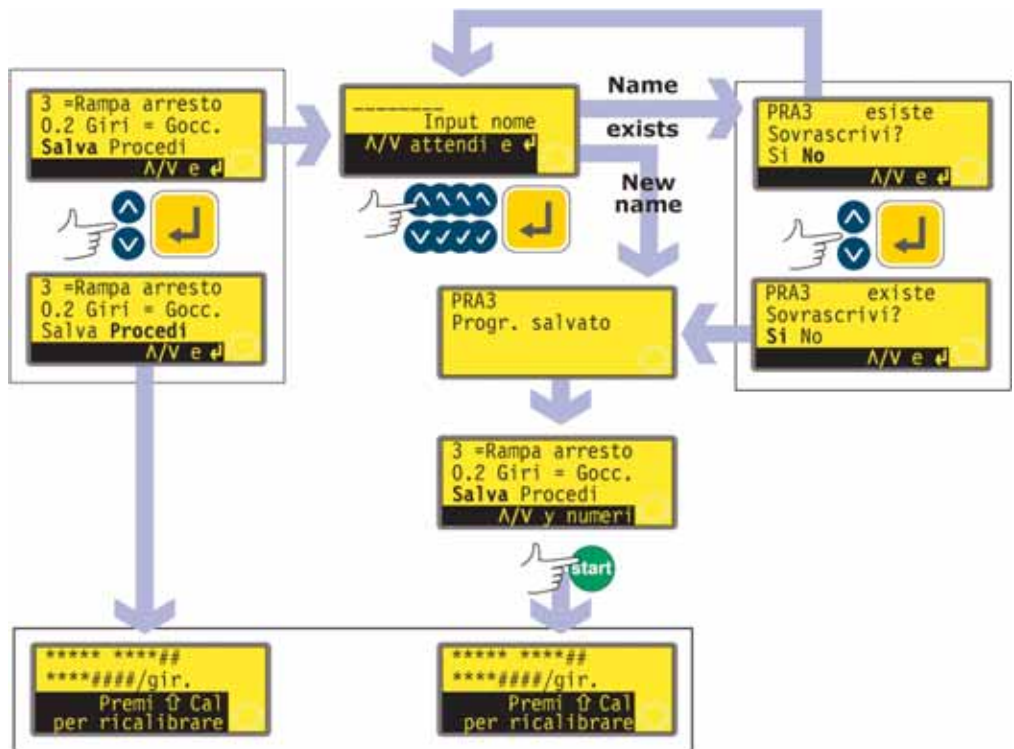 3 =Rampa arresto
0.2 Giri = Gocc.
Salva Procedi
Λ/V e ↲
3 =Rampa arresto
0.2 Giri = Gocc.
Salva Procedi
Λ/V e ↲
_______
Input nome
Λ/V attendi e ↲
Name
exists
New
name
PRA3 esiste
Sovrascrivi?
Si No
Λ/V e ↲
PRA3 existe
Sovrascrivi?
Si No
Λ/V e ↲
PRA3
Progr. salvato
3 =Rampa arresto
0.2 Giri = Gocc.
Salva Procedi
Λ/V y numeri
start
***** ****##
****####/gir.
Premi ⇧ Cal
per ricalibrare
***** ****##
****####/gir.
Premi ⇧ Cal
per ricalibrare